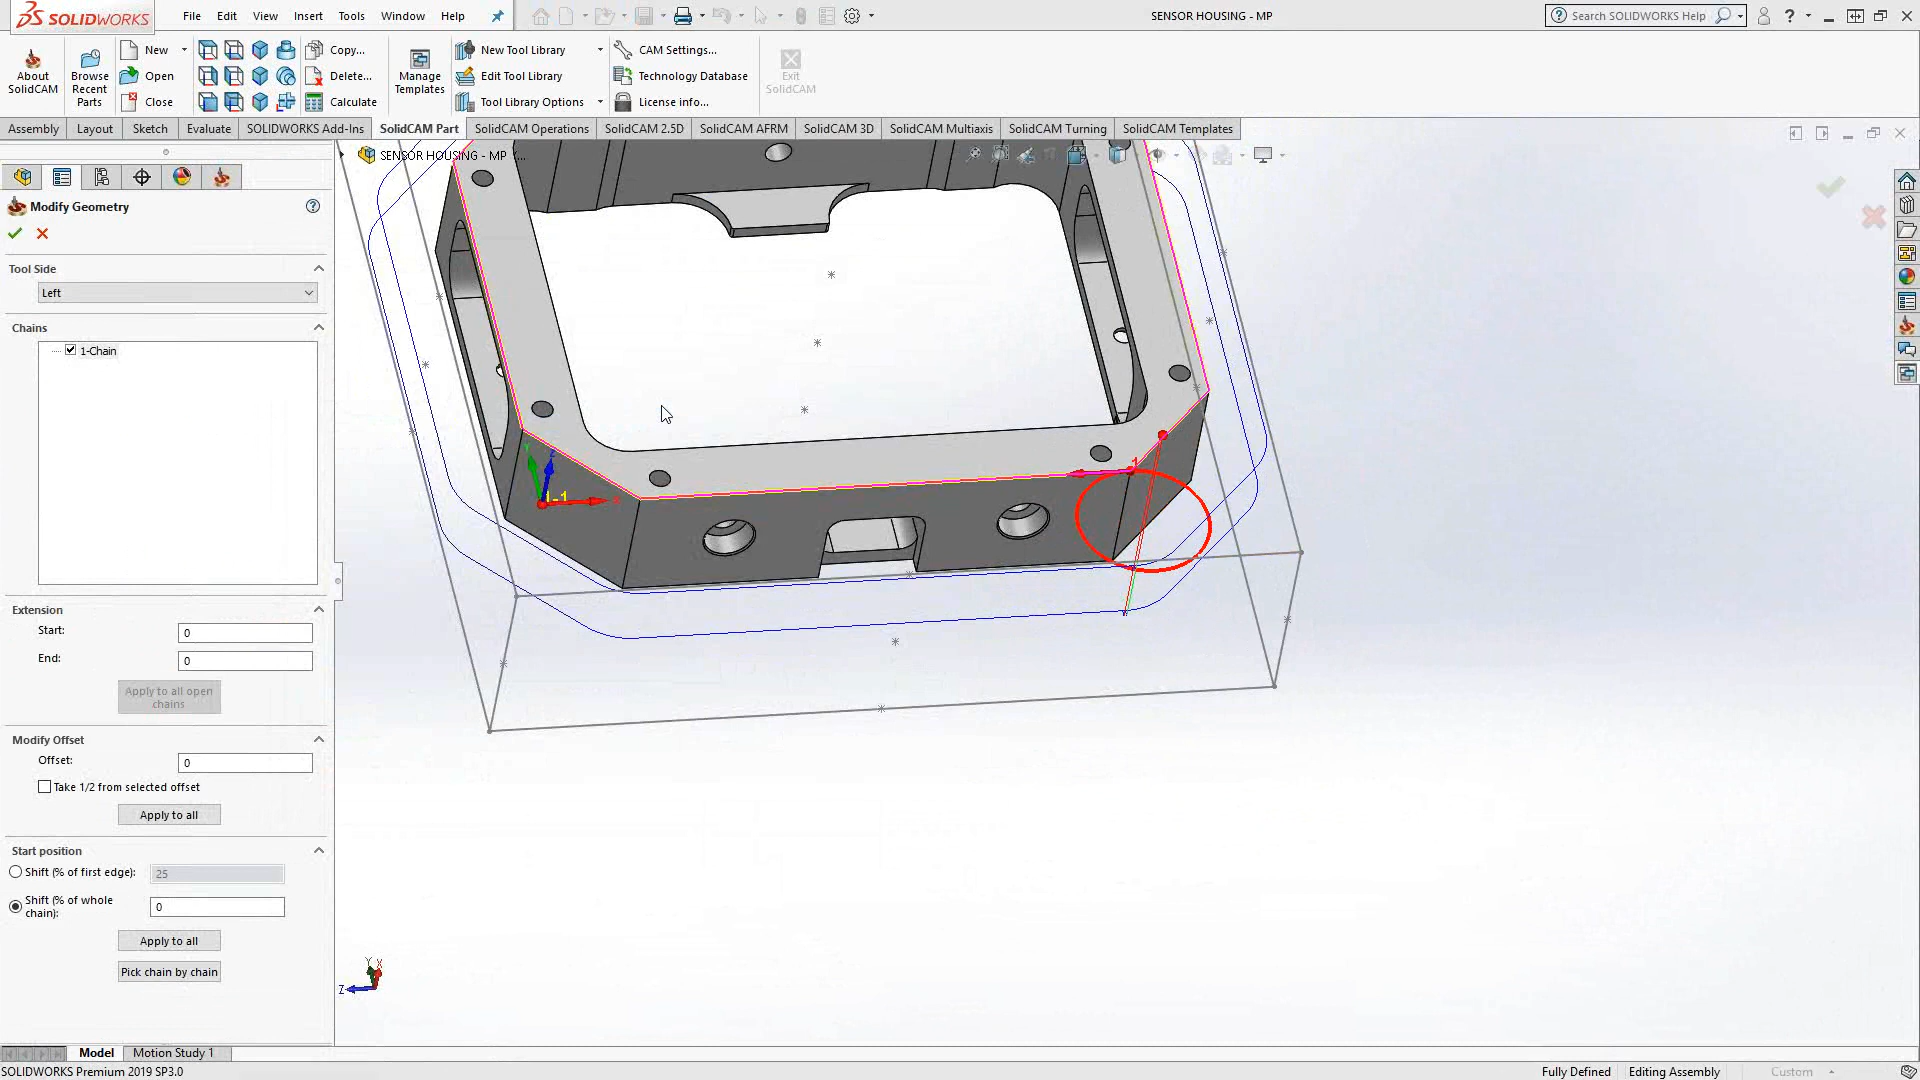 SOLIDWORKS
File Edit View Insert Tools Window Help
SENSOR HOUSING - MP
Search SOLIDWORKS Help
?
About SolidCAM
Browse Recent Parts
New
Open
Close
Copy...
Delete...
Calculate
Manage Templates
New Tool Library
Edit Tool Library
Tool Library Options
CAM Settings...
Technology Database
License info...
Exit SolidCAM
Assembly Layout Sketch Evaluate SOLIDWORKS Add-Ins SolidCAM Part SolidCAM Operations SolidCAM 2.5D SolidCAM AFRM SolidCAM 3D SolidCAM Multiaxis SolidCAM Turning SolidCAM Templates
SENSOR HOUSING - MP
Modify Geometry
?
Tool Side
Left
Chains
1-Chain
Extension
Start: 0
End: 0
Apply to all open
chains
Modify Offset
Offset: 0
Take 1/2 from selected offset
Apply to all
Start position
Shift (% of first edge): 25
Shift (% of whole
chain): 0
Apply to all
Pick chain by chain
1
Y
Z
1-1
X
Y X
Z
Model Motion Study 1
SOLIDWORKS Premium 2019 SP3.0
Fully Defined Editing Assembly Custom